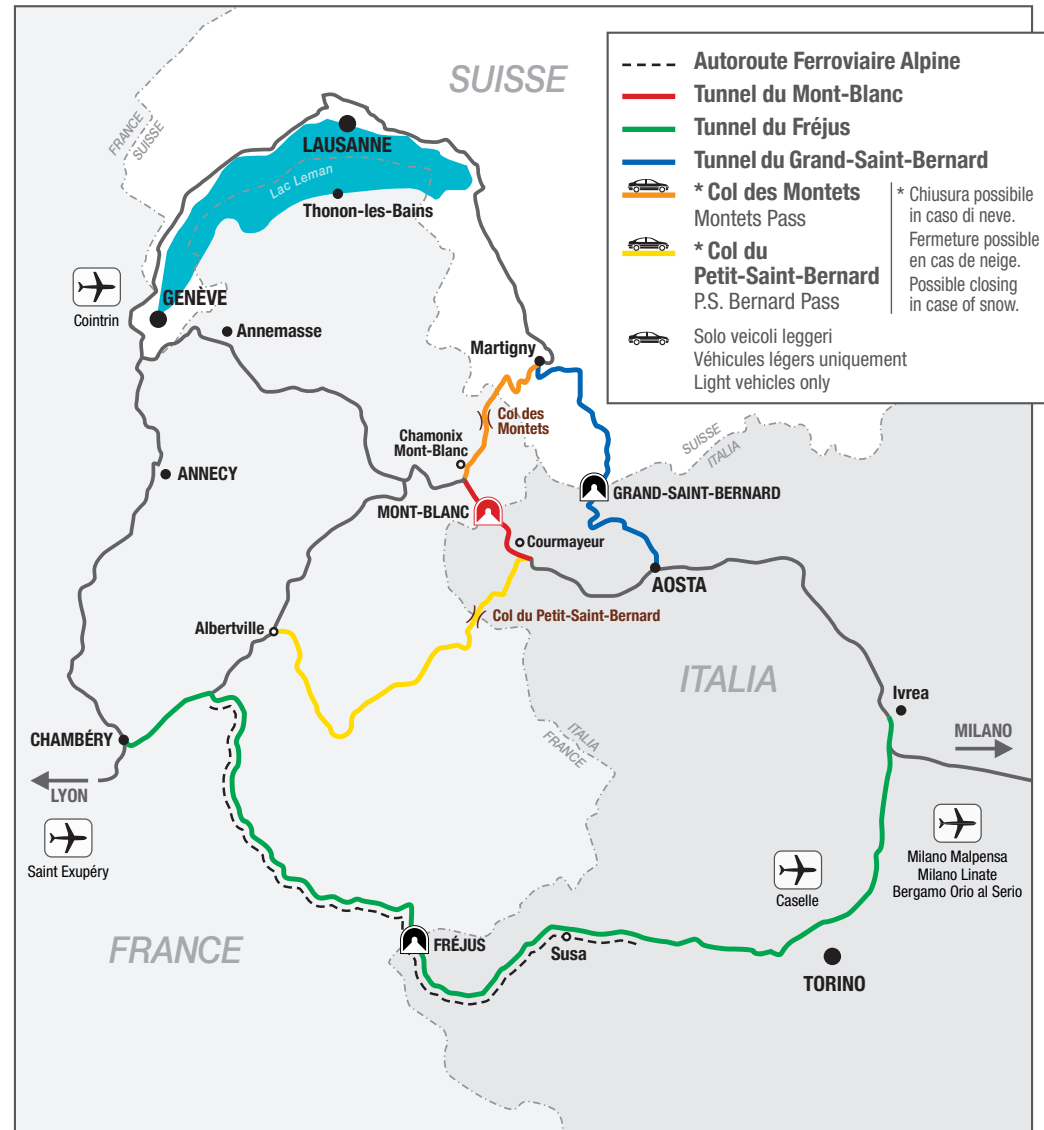 SUISSE
FRANCE
SUISSE
LAUSANNE
Lac Leman
Thonon-les-Bains
Cointrin
GENÈVE
Annemasse
Martigny
Col des
Montets
Chamonix
Mont-Blanc
ANNECY
MONT-BLANC
SUISSE
ITALIA
GRAND-SAINT-BERNARD
Courmayeur
AOSTA
Albertville
Col du Petit-Saint-Bernard
ITALIA
Ivrea
ITALIA
FRANCE
CHAMBÉRY
MILANO
LYON
Saint Exupéry
Milano Malpensa
Milano Linate
Bergamo Orio al Serio
Caselle
FRANCE
FRÉJUS
Susa
TORINO
Autoroute Ferroviaire Alpine
Tunnel du Mont-Blanc
Tunnel du Fréjus
Tunnel du Grand-Saint-Bernard
* Col des Montets
Montets Pass
* Col du
Petit-Saint-Bernard
P.S. Bernard Pass
* Chiusura possibile
in caso di neve.
Fermeture possible
en cas de neige.
Possible closing
in case of snow.
Solo veicoli leggeri
Véhicules légers uniquement
Light vehicles only